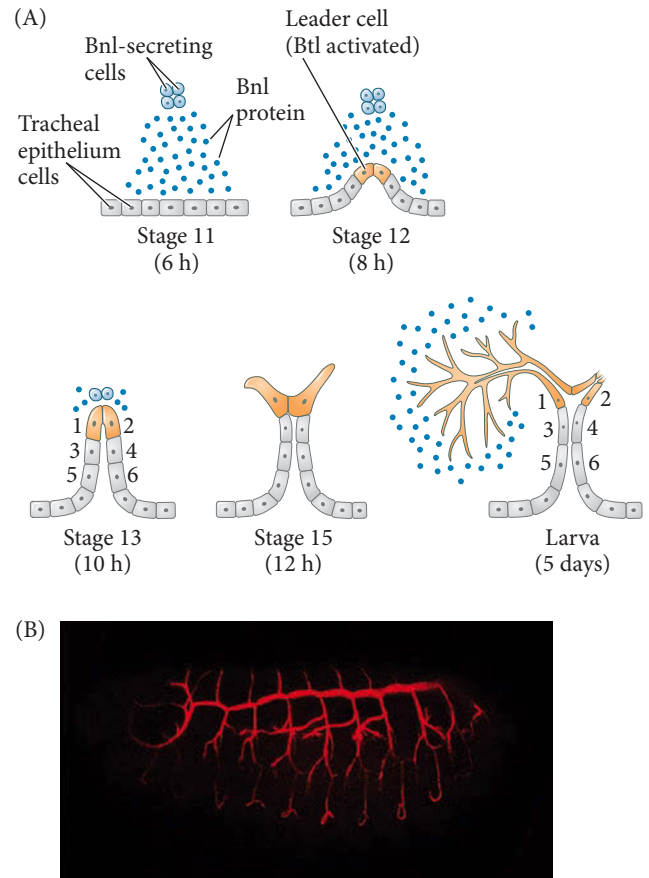 (A)
Bnl-secreting
cells
Bnl
protein
Tracheal
epithelium
cells
Stage 11
(6 h)
Leader cell
(Btl activated)
Stage 12
(8 h)
1 2
3 4
5 6
Stage 13
(10 h)
Stage 15
(12 h)
1 2
3 4
5 6
Larva
(5 days)
(B)